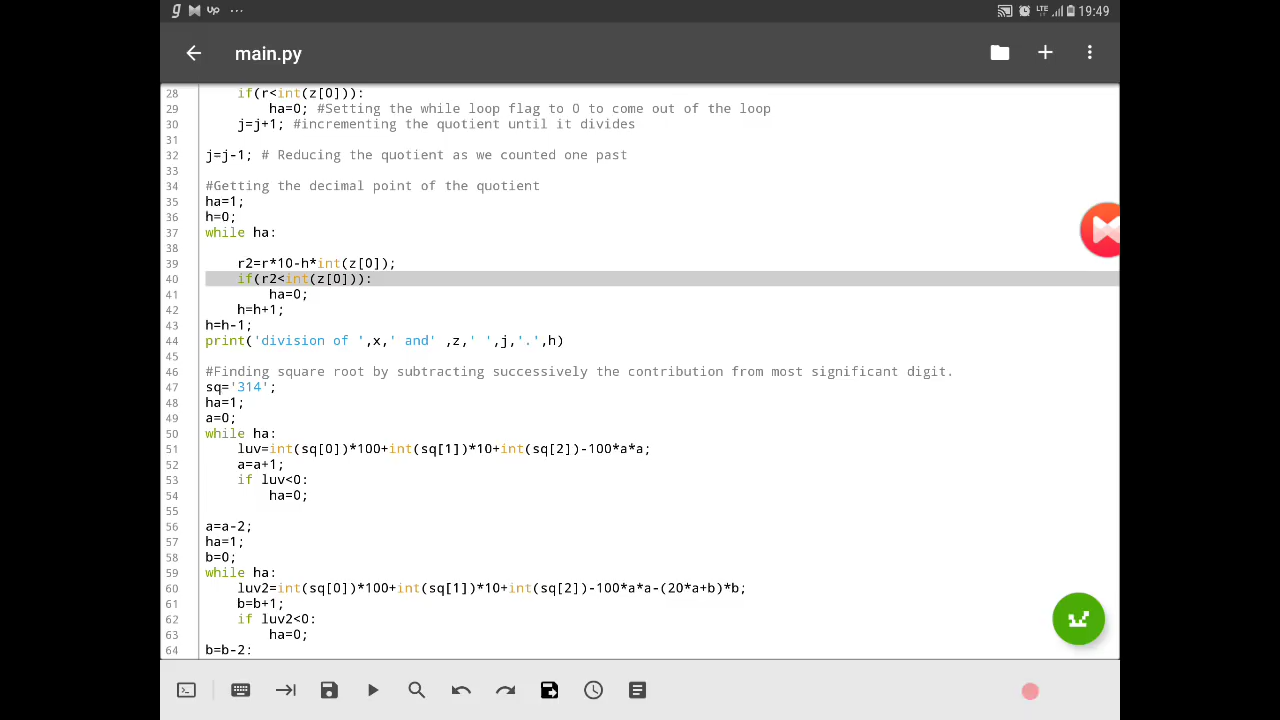 g UP ... LTE 19:49
main.py
28 if(r<int(z[0])):
29 ha=0; #Setting the while loop flag to 0 to come out of the loop
30 j=j+1; #incrementing the quotient until it divides
31
32 j=j-1; # Reducing the quotient as we counted one past
33
34 #Getting the decimal point of the quotient
35 ha=1;
36 h=0;
37 while ha:
38
39 r2=r*10-h*int(z[0]);
40 if(r2<int(z[0])):
41 ha=0;
42 h=h+1;
43 h=h-1;
44 print('division of ',x,' and' ,z,' ',j,'.',h)
45
46 #Finding square root by subtracting successively the contribution from most significant digit.
47 sq='314';
48 ha=1;
49 a=0;
50 while ha:
51 luv=int(sq[0])*100+int(sq[1])*10+int(sq[2])-100*a*a;
52 a=a+1;
53 if luv<0:
54 ha=0;
55
56 a=a-2;
57 ha=1;
58 b=0;
59 while ha:
60 luv2=int(sq[0])*100+int(sq[1])*10+int(sq[2])-100*a*a-(20*a+b)*b;
61 b=b+1;
62 if luv2<0:
63 ha=0;
64 b=b-2: